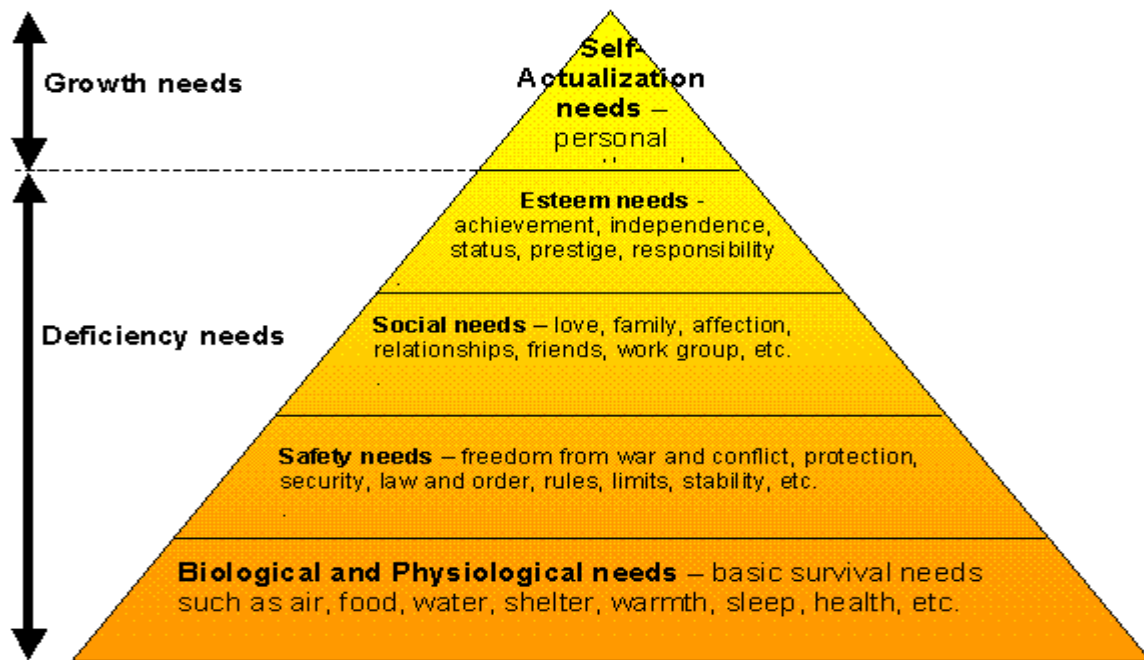 Growth needs
Self-
Actualization
needs –
personal
Esteem needs -
achievement, independence,
status, prestige, responsibility
Deficiency needs
Social needs – love, family, affection,
relationships, friends, work group, etc.
Safety needs – freedom from war and conflict, protection,
security, law and order, rules, limits, stability, etc.
Biological and Physiological needs – basic survival needs
such as air, food, water, shelter, warmth, sleep, health, etc.